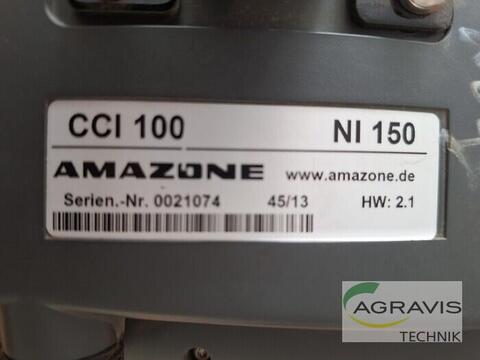 CCI 100 NI 150
AMAZONE www.amazone.de
Serien.-Nr. 0021074 45/13 HW: 2.1
AGRAVIS
TECHNIK